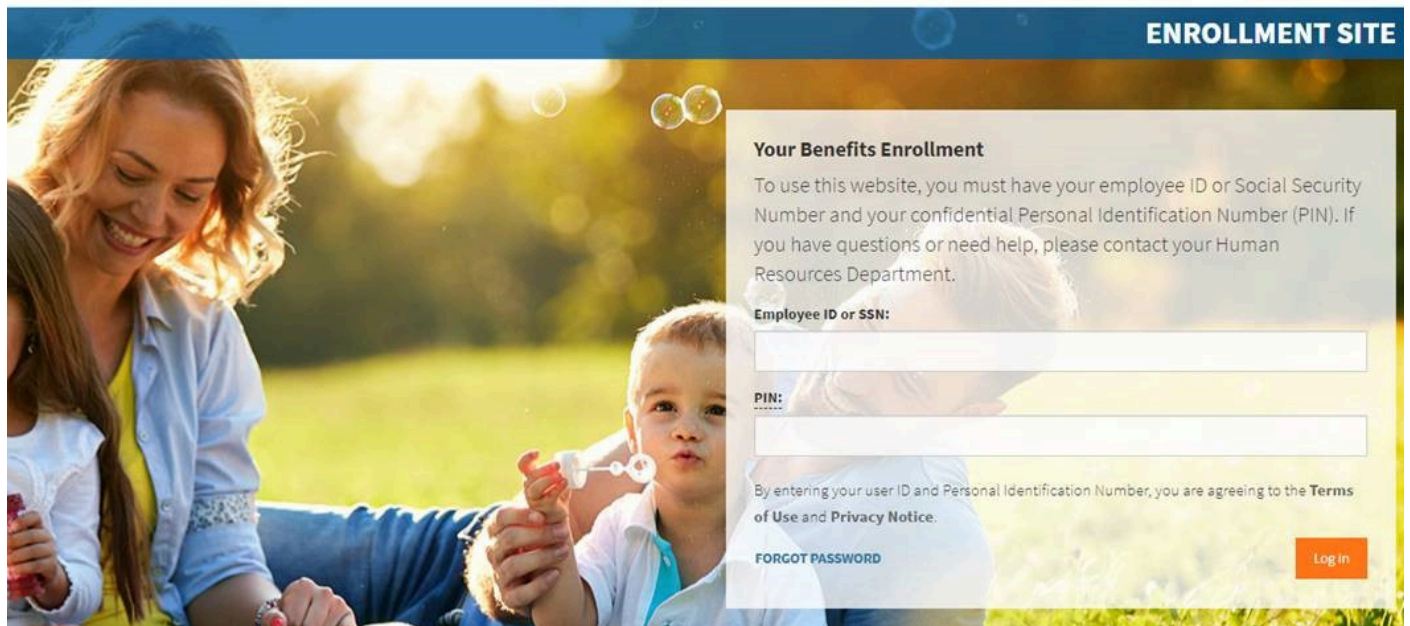 ENROLLMENT SITE
Your Benefits Enrollment
To use this website, you must have your employee ID or Social Security
Number and your confidential Personal Identification Number (PIN). If
you have questions or need help, please contact your Human
Resources Department.
Employee ID or SSN:
PIN:
By entering your user ID and Personal Identification Number, you are agreeing to the Terms
of Use and Privacy Notice.
FORGOT PASSWORD
Log in